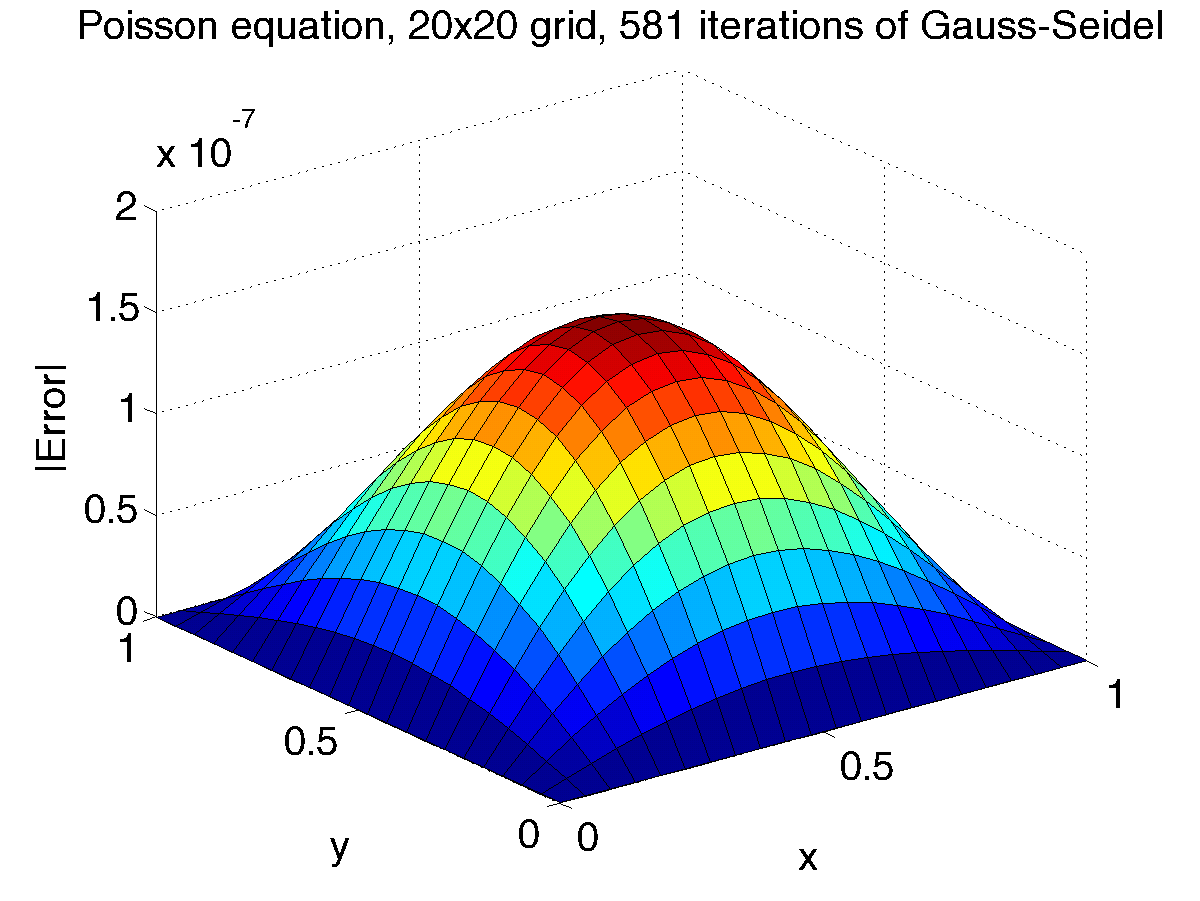 Poisson equation, 20x20 grid, 581 iterations of Gauss-Seidel
x 10^-7
2
1.5
1
0.5
0
|Error|
1
0.5
0
y
0
0.5
1
x